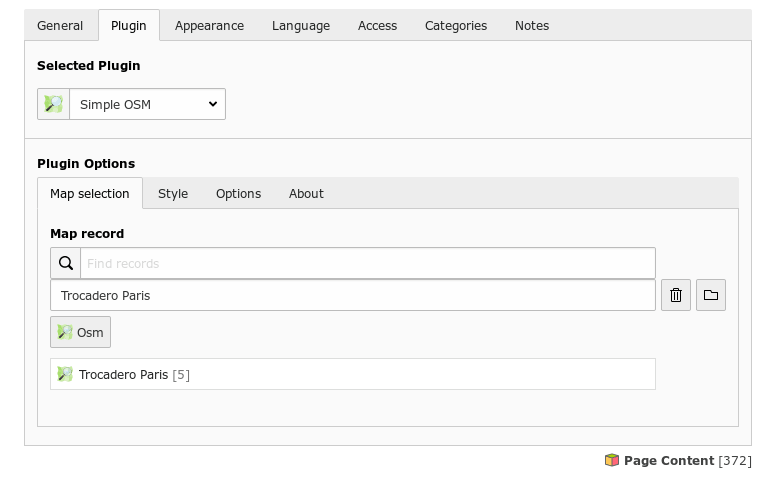 General Plugin Appearance Language Access Categories Notes
Selected Plugin
Simple OSM
Plugin Options
Map selection Style Options About
Map record
Find records
Trocadero Paris
Osm
Trocadero Paris [5]
Page Content [372]